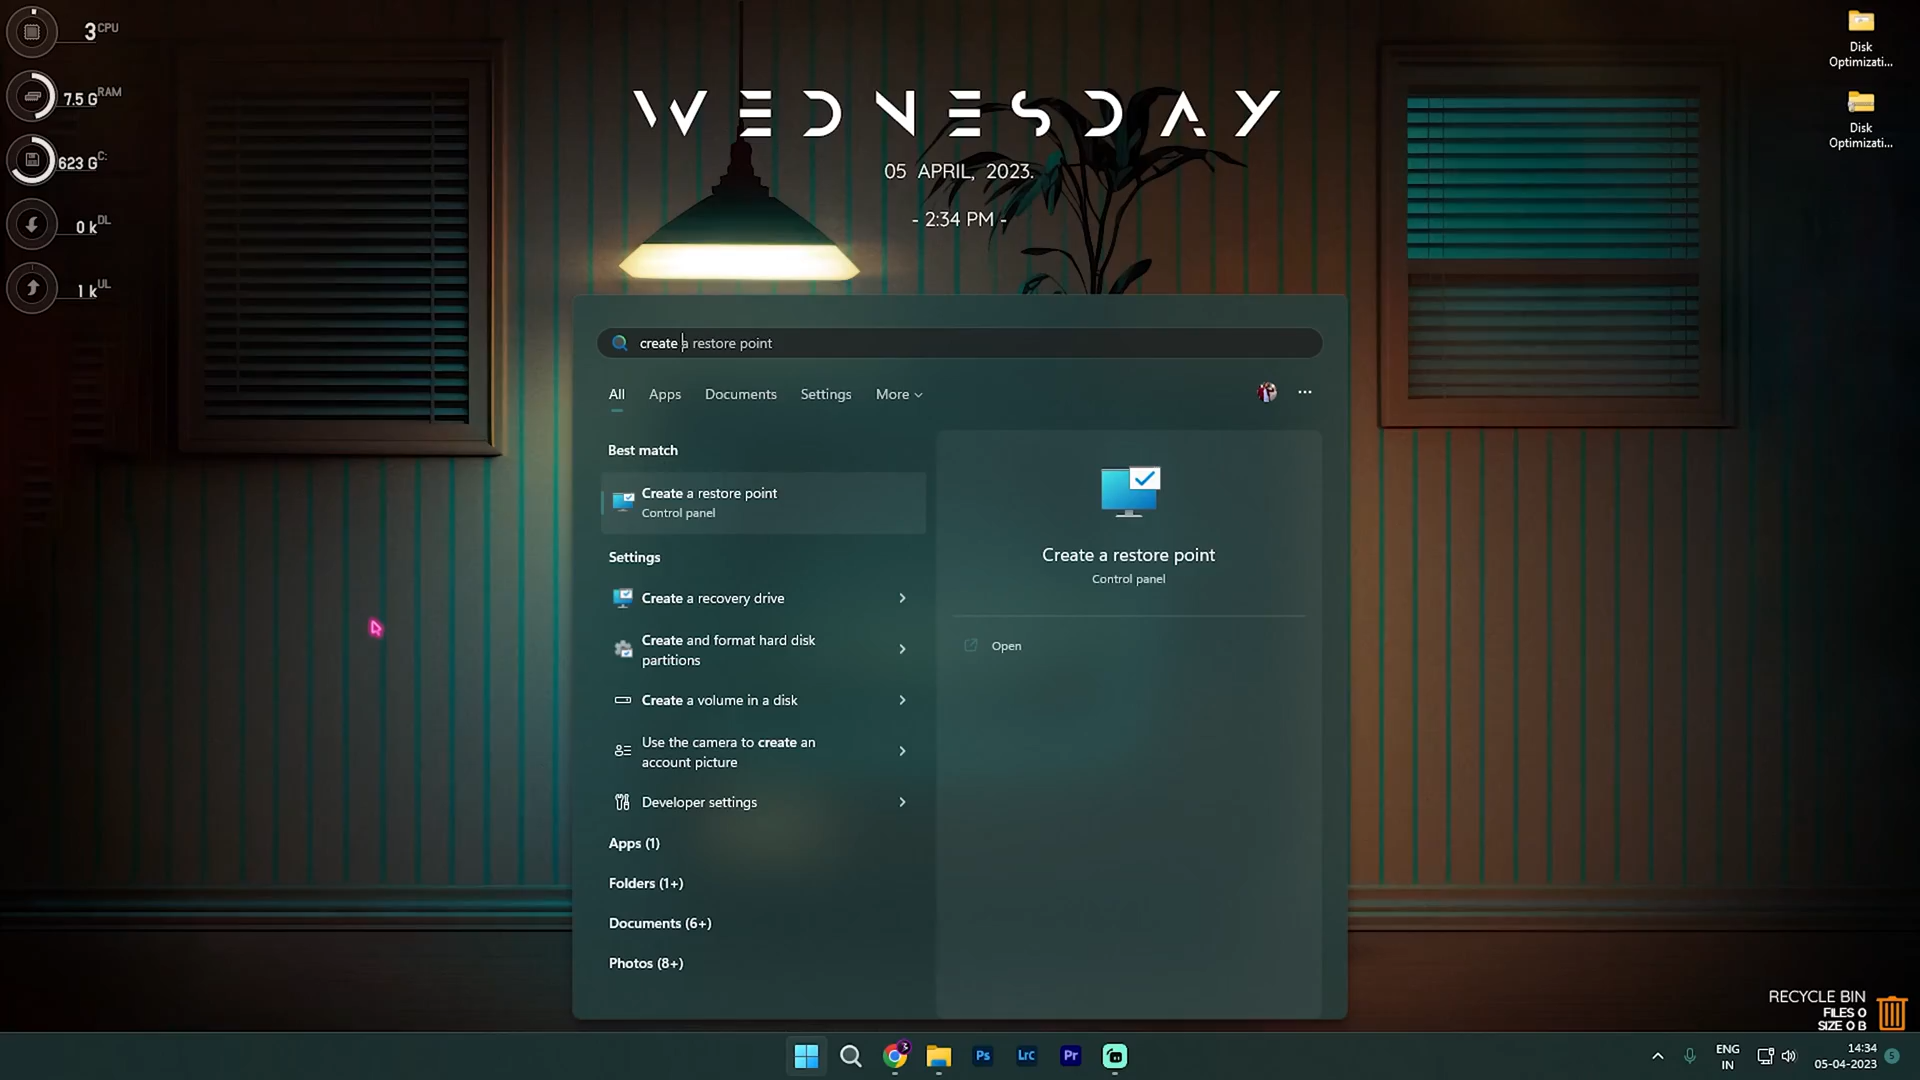 3 CPU
7.5 G RAM
623 G C:
0 k DL
1 k UL
WEDNESDAY
05 APRIL, 2023.
- 2:34 PM -
Disk
Optimizati...
Disk
Optimizati...
create a restore point
All Apps Documents Settings More
Best match
Create a restore point
Control panel
Settings
Create a recovery drive
Create and format hard disk
partitions
Create a volume in a disk
Use the camera to create an
account picture
Developer settings
Apps (1)
Folders (1+)
Documents (6+)
Photos (8+)
Create a restore point
Control panel
Open
RECYCLE BIN
FILES 0
SIZE 0 B
3
Ps
LrC
Pr
ENG
IN
14:34
05-04-2023
5